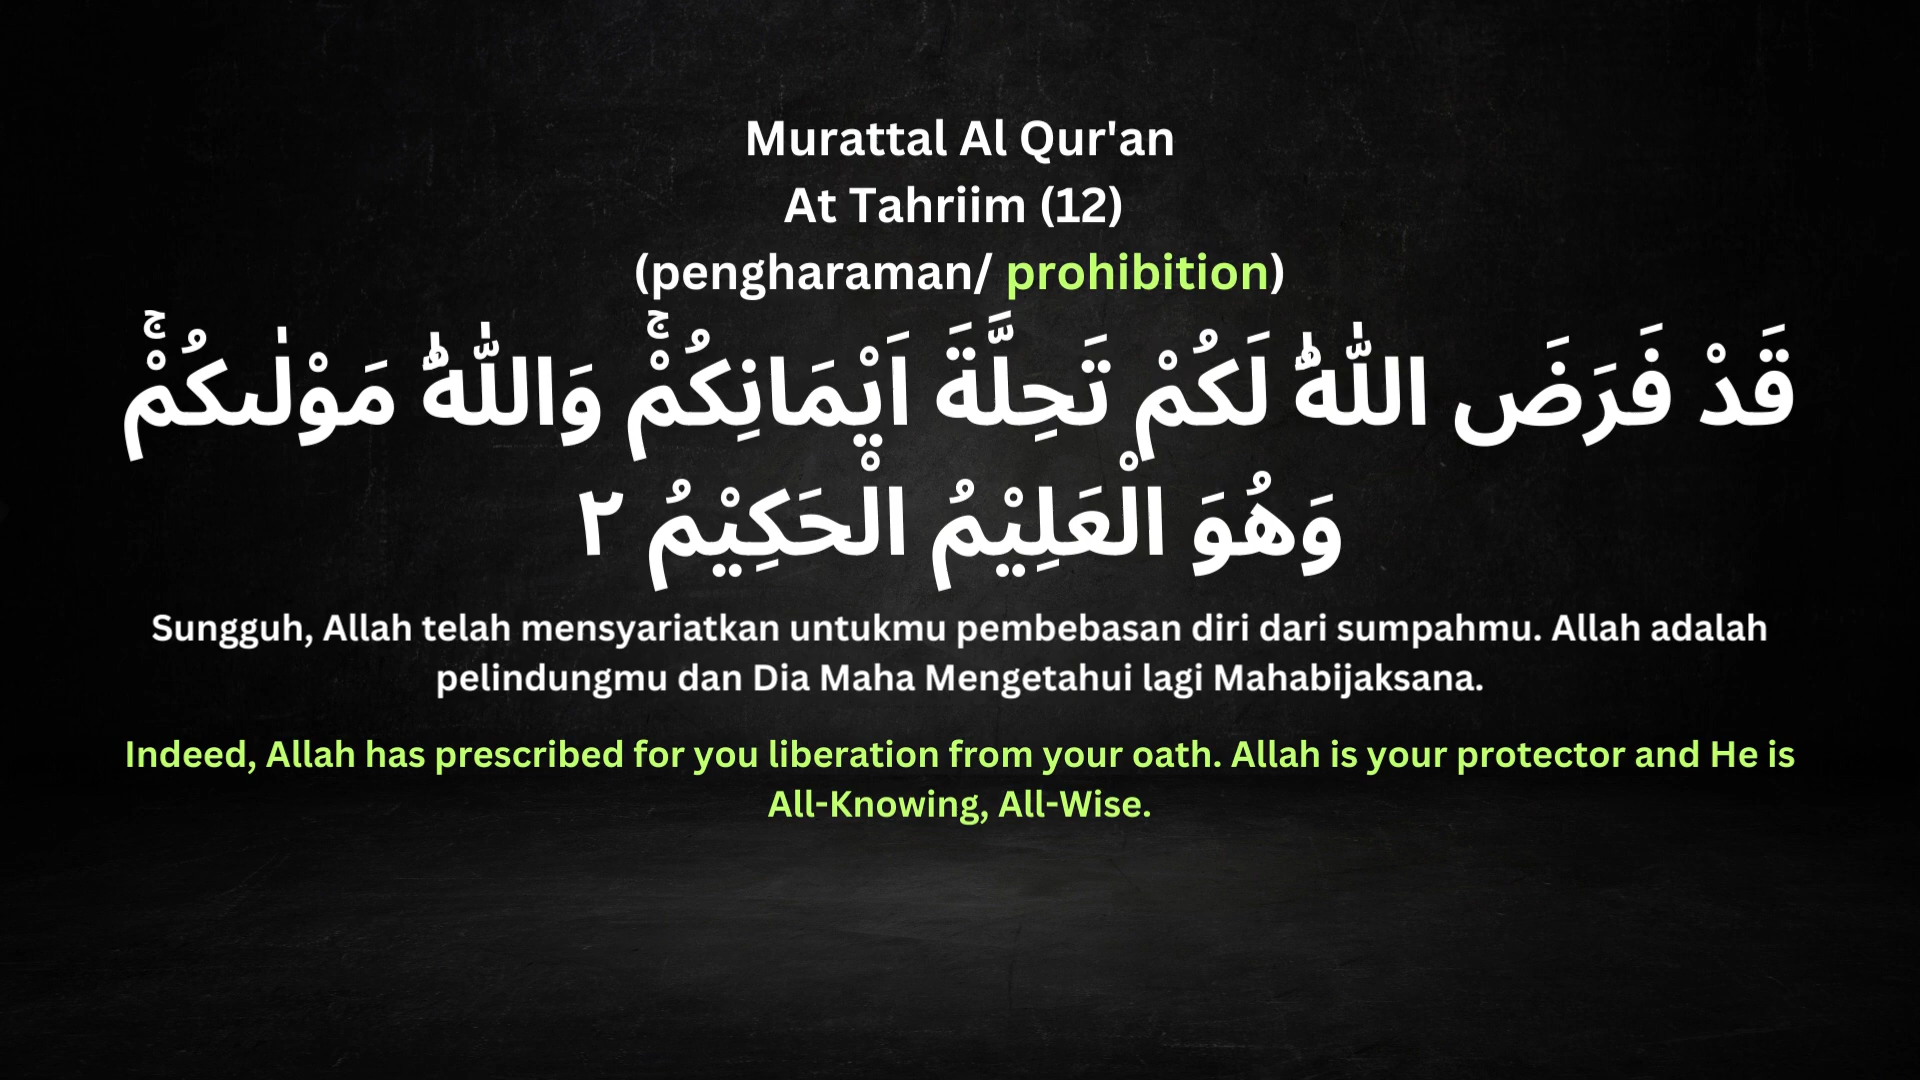 Murattal Al Qur'an
At Tahriim (12)
(pengharaman/ prohibition)
قَدْ فَرَضَ اللّٰهُ لَكُمْ تَحِلَّةَ اَيْمَانِكُمْۚ وَاللّٰهُ مَوْلٰىكُمْۚ
وَهُوَ الْعَلِيْمُ الْحَكِيْمُ ٢
Sungguh, Allah telah mensyariatkan untukmu pembebasan diri dari sumpahmu. Allah adalah
pelindungmu dan Dia Maha Mengetahui lagi Mahabijaksana.
Indeed, Allah has prescribed for you liberation from your oath. Allah is your protector and He is
All-Knowing, All-Wise.